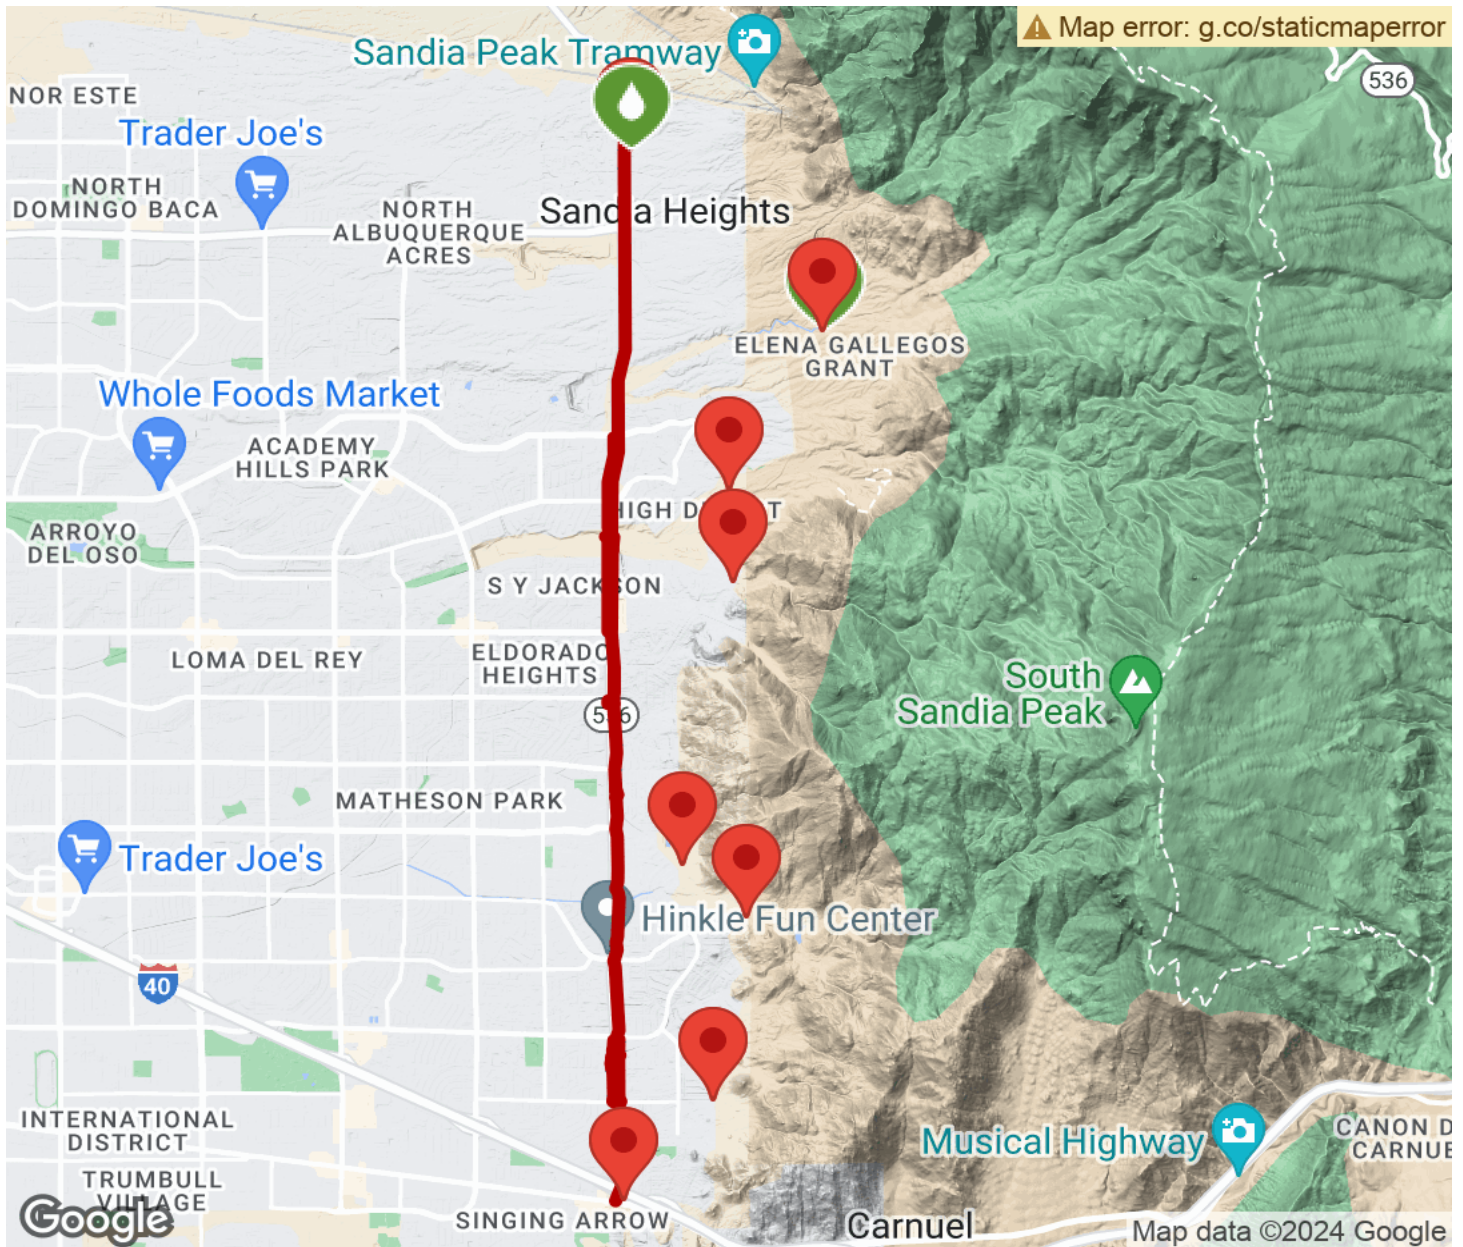 Map error: g.co/staticmaperror
Sandia Peak Tramway
536
NOR ESTE
Trader Joe's
NORTH
DOMINGO BACA
NORTH
ALBUQUERQUE
ACRES
Sandia Heights
ELENA GALLEGOS
GRANT
Whole Foods Market
ACADEMY
HILLS PARK
HIGH D T
ARROYO
DEL OSO
S Y JACKSON
LOMA DEL REY
ELDORADO
HEIGHTS
South
Sandia Peak
556
MATHESON PARK
Trader Joe's
Hinkle Fun Center
40
INTERNATIONAL
DISTRICT
Musical Highway
CANON D
CARNUE
TRUMBULL
VILLAGE
Google
SINGING ARROW
Carnuel
Map data ©2024 Google